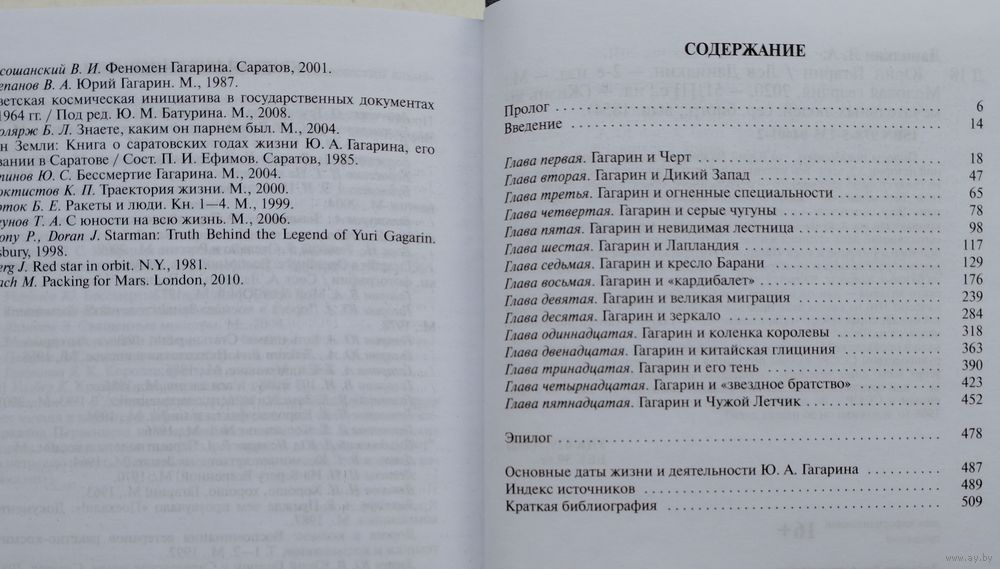 сошанский В. И. Феномен Гагарина. Саратов, 2001.
епанов В. А. Юрий Гагарин. М., 1987.
ветская космическая инициатива в государственных документах
1964 гг. / Под ред. Ю. М. Батурина. М., 2008.
олярж Б. Л. Знаете, каким он парнем был. М., 2004.
н Земли: Книга о саратовских годах жизни Ю. А. Гагарина, его
вании в Саратове / Сост. П. И. Ефимов. Саратов, 1985.
пинов Ю. С. Бессмертие Гагарина. М., 2004.
октистов К. П. Траектория жизни. М., 2000.
рток Б. Е. Ракеты и люди. Кн. 1—4. М., 1999.
гунов Т. А. С юности на всю жизнь. М., 2006.
ony P., Doran J. Starman: Truth Behind the Legend of Yuri Gagarin.
sbury, 1998.
erg J. Red star in orbit. N.Y., 1981.
ach M. Packing for Mars. London, 2010.
СОДЕРЖАНИЕ
Пролог 6
Введение 14
Глава первая. Гагарин и Черт 18
Глава вторая. Гагарин и Дикий Запад 47
Глава третья. Гагарин и огненные специальности 65
Глава четвертая. Гагарин и серые чугуны 78
Глава пятая. Гагарин и невидимая лестница 98
Глава шестая. Гагарин и Лапландия 117
Глава седьмая. Гагарин и кресло Барани 129
Глава восьмая. Гагарин и «кардибалет» 176
Глава девятая. Гагарин и великая миграция 239
Глава десятая. Гагарин и зеркало 284
Глава одиннадцатая. Гагарин и коленка королевы 318
Глава двенадцатая. Гагарин и китайская глициния 363
Глава тринадцатая. Гагарин и его тень 390
Глава четырнадцатая. Гагарин и «звездное братство» 423
Глава пятнадцатая. Гагарин и Чужой Летчик 452
Эпилог 478
Основные даты жизни и деятельности Ю. А. Гагарина 487
Индекс источников 489
Краткая библиография 509
www.ay.by